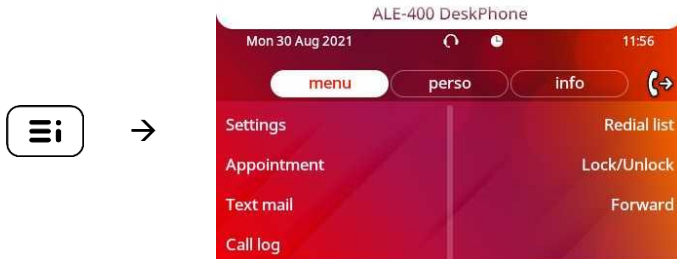 ALE-400 DeskPhone
Mon 30 Aug 2021 11:56
menu perso info
Settings Redial list
Appointment Lock/Unlock
Text mail Forward
Call log